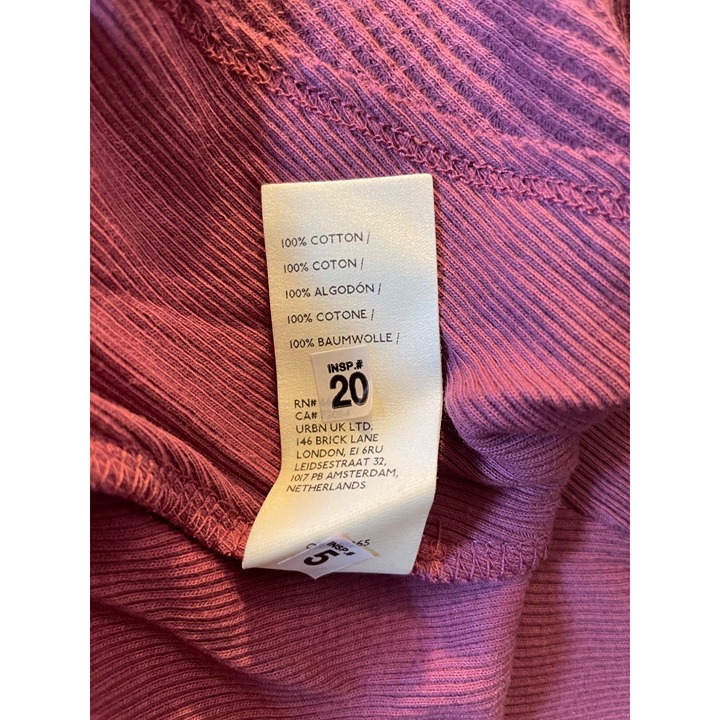 100% COTTON /
100% COTON /
100% ALGODÓN /
100% COTONE /
100% BAUMWOLLE /
INSP.#
20
RN#
CA#
URBN UK LTD.
146 BRICK LANE
LONDON, E1 6RU
LEIDSESTRAAT 32,
1017 PB AMSTERDAM,
NETHERLANDS
INSP.#
5